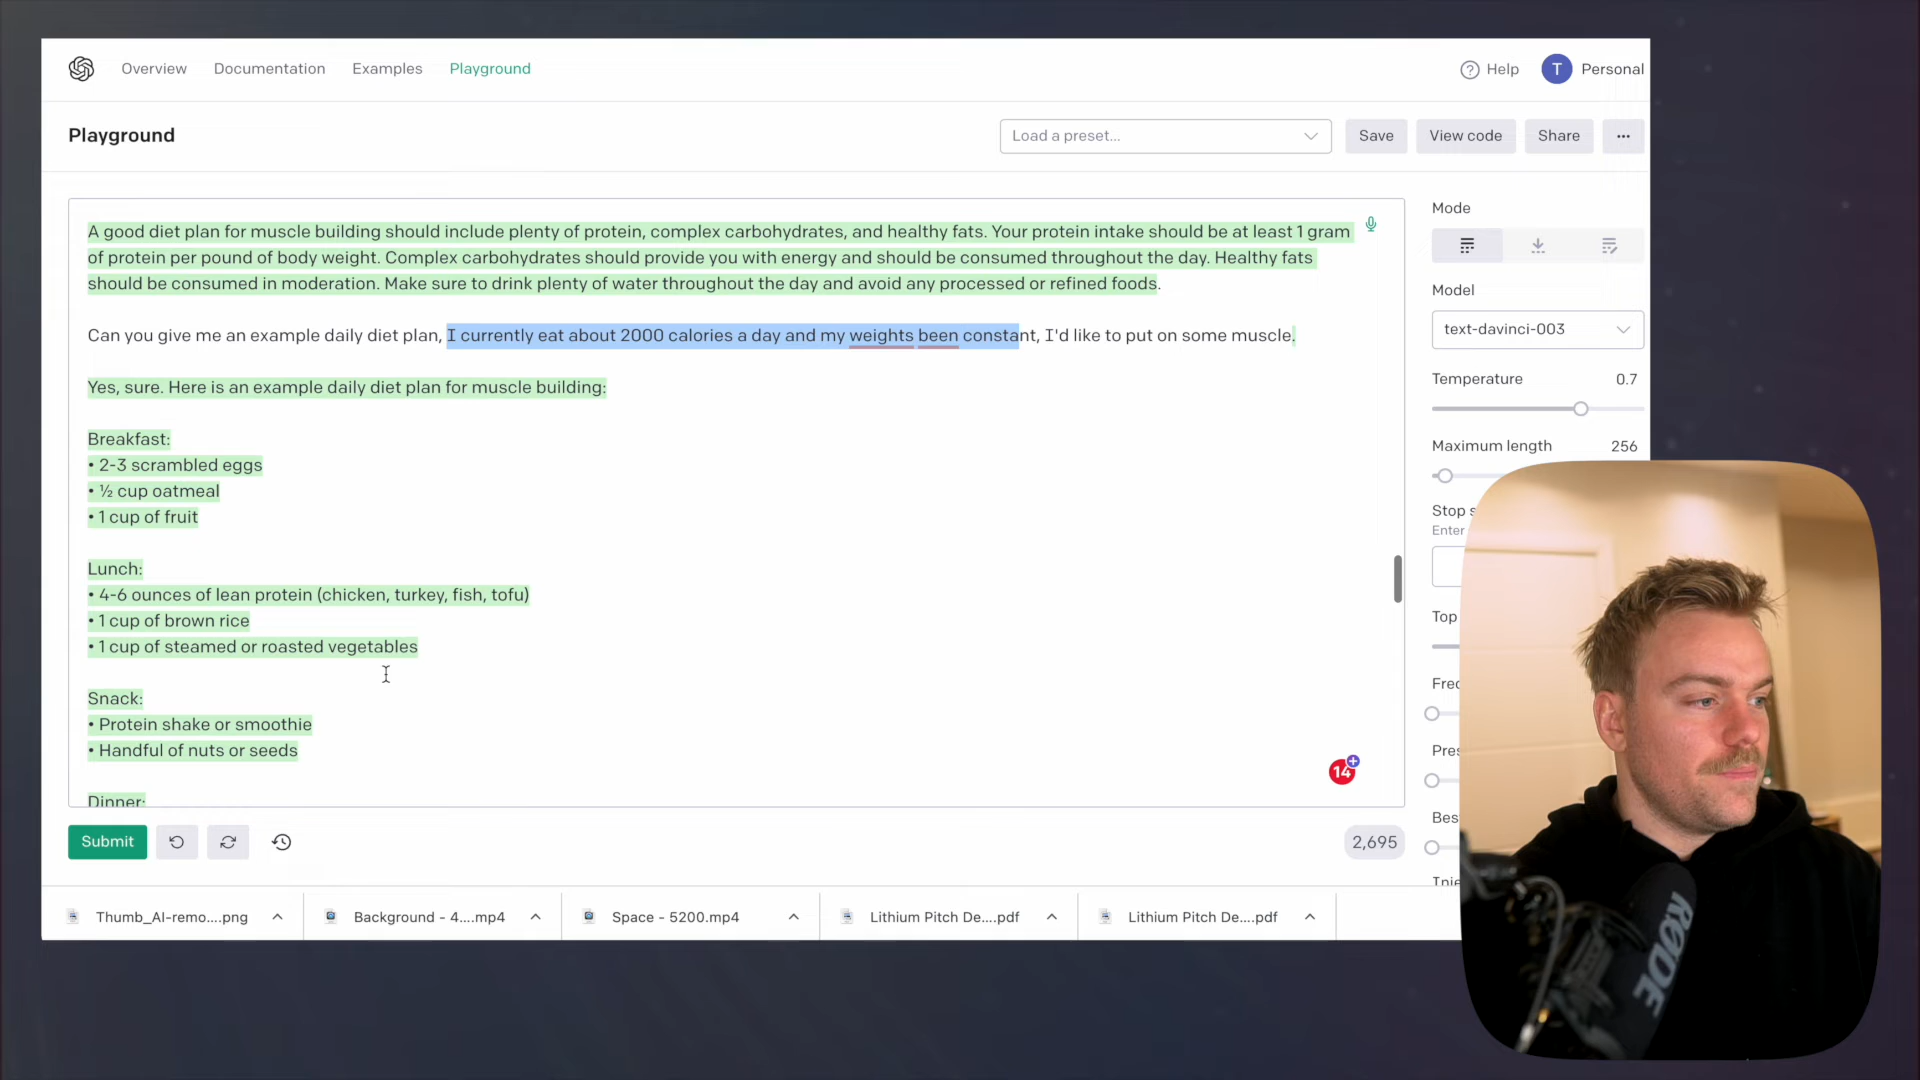 Overview Documentation Examples Playground
Help T Personal
Playground
Load a preset...
Save View code Share ...
A good diet plan for muscle building should include plenty of protein, complex carbohydrates, and healthy fats. Your protein intake should be at least 1 gram
of protein per pound of body weight. Complex carbohydrates should provide you with energy and should be consumed throughout the day. Healthy fats
should be consumed in moderation. Make sure to drink plenty of water throughout the day and avoid any processed or refined foods.
Can you give me an example daily diet plan, I currently eat about 2000 calories a day and my weights been constant, I'd like to put on some muscle.
Yes, sure. Here is an example daily diet plan for muscle building:
Breakfast:
• 2-3 scrambled eggs
• ½ cup oatmeal
• 1 cup of fruit
Lunch:
• 4-6 ounces of lean protein (chicken, turkey, fish, tofu)
• 1 cup of brown rice
• 1 cup of steamed or roasted vegetables
Snack:
• Protein shake or smoothie
• Handful of nuts or seeds
Dinner:
14
Mode
Model
text-davinci-003
Temperature 0.7
Maximum length 256
Stop s
Enter
Top
Fre
Pre
Bes
Inje
Submit
2,695
Thumb_AI-remo....png
Background - 4....mp4
Space - 5200.mp4
Lithium Pitch De....pdf
Lithium Pitch De....pdf
RØDE